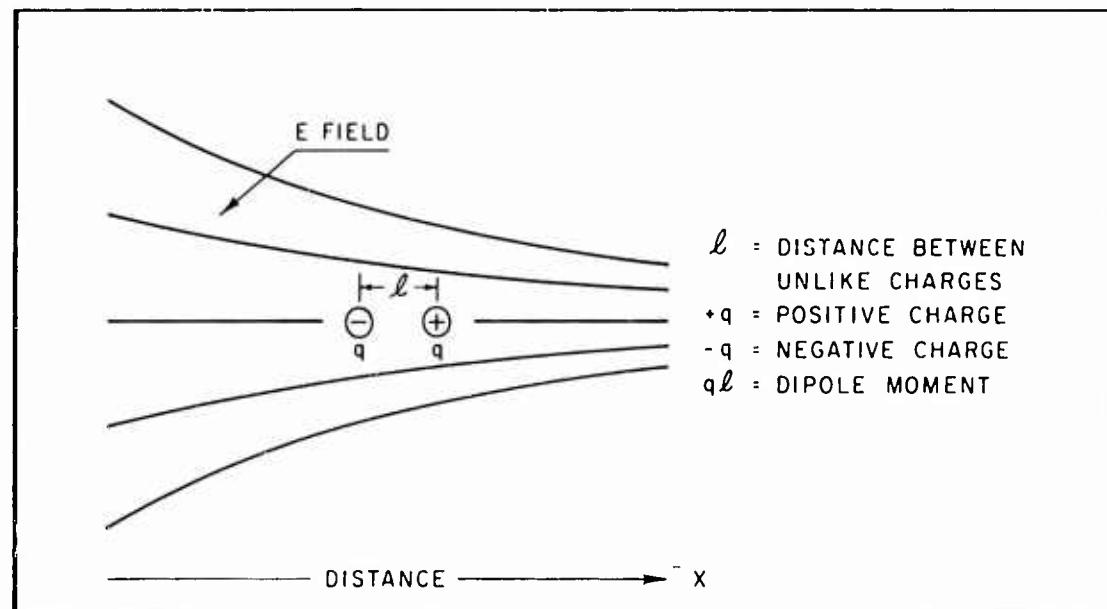 E FIELD
ℓ
- +
q q
ℓ = DISTANCE BETWEEN
UNLIKE CHARGES
+q = POSITIVE CHARGE
-q = NEGATIVE CHARGE
qℓ = DIPOLE MOMENT
DISTANCE X